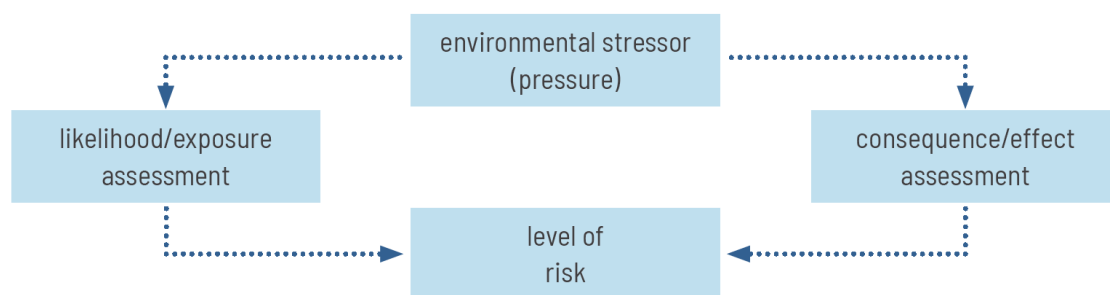 environmental stressor
(pressure)
likelihood/exposure
assessment
consequence/effect
assessment
level of
risk